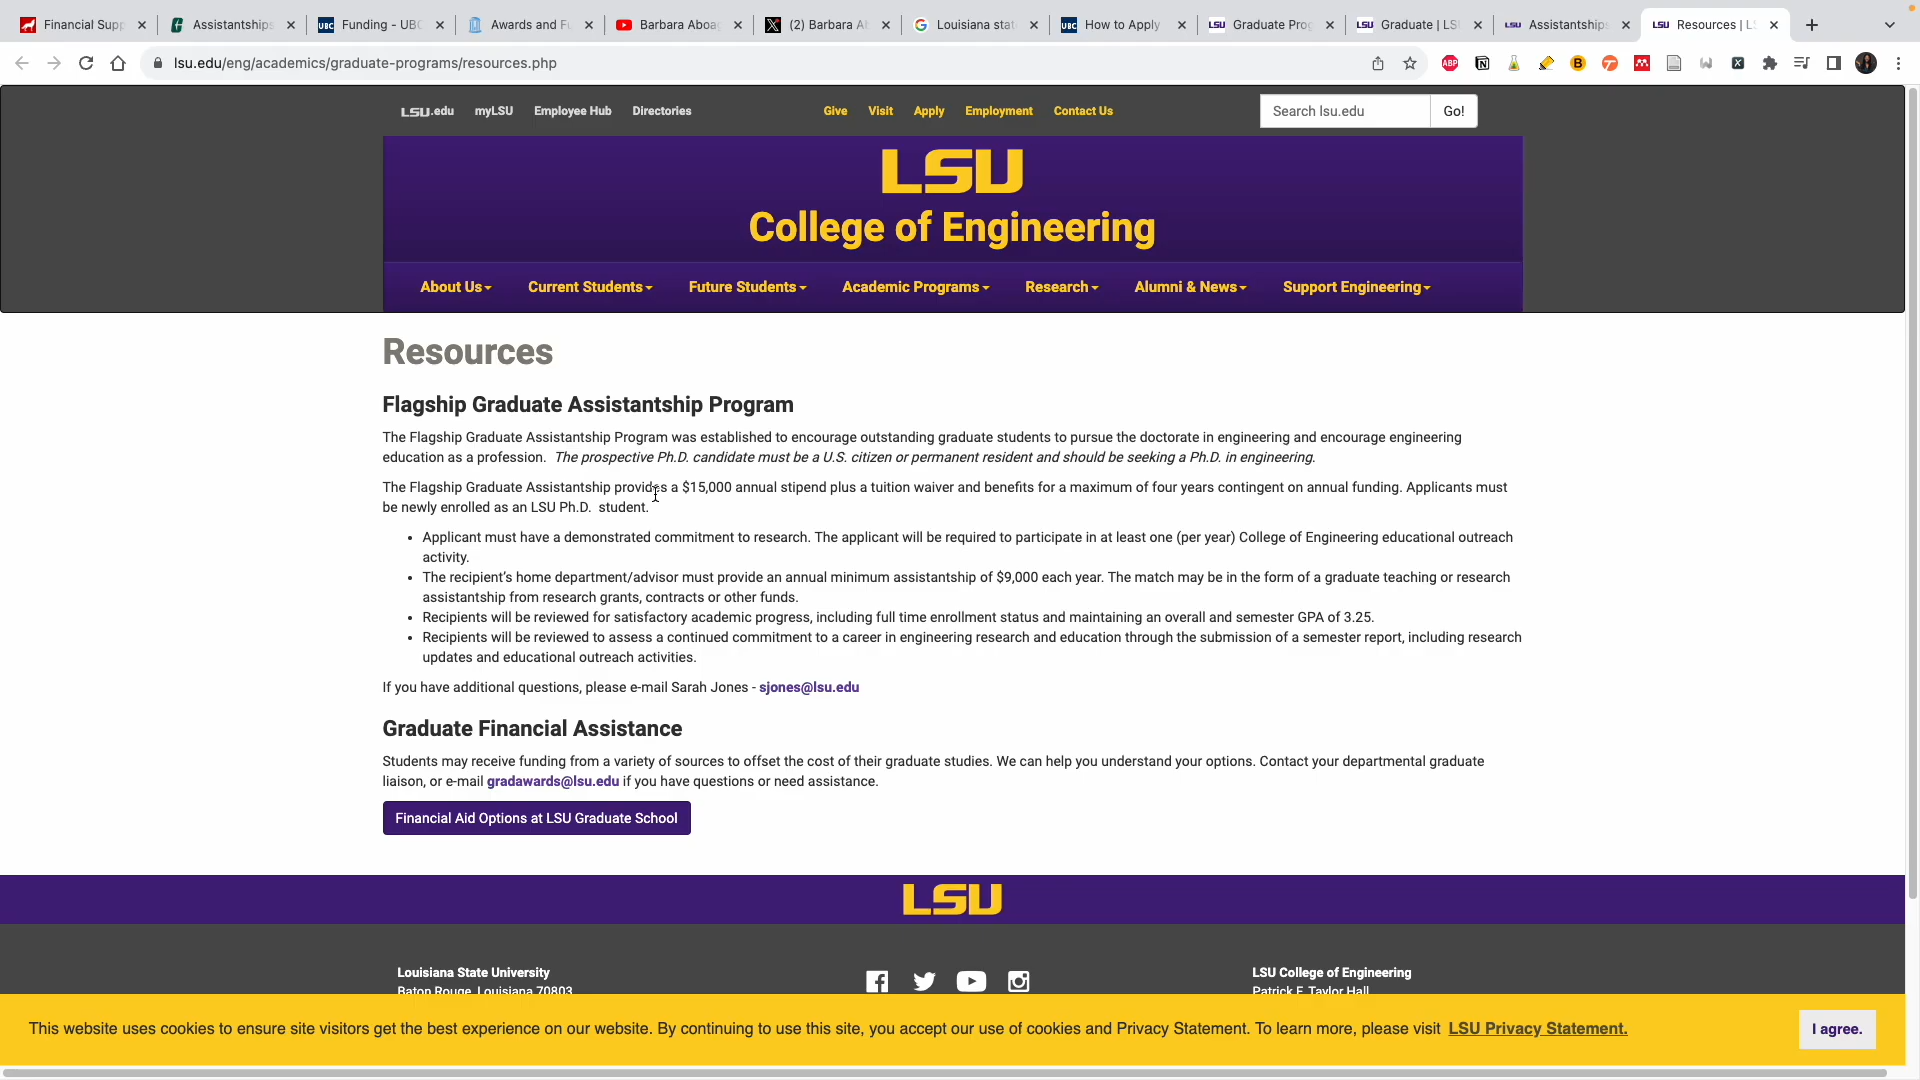 Financial Supp
Assistantships
Funding - UBC
Awards and Fi
Barbara Aboag
(2) Barbara Ab
Louisiana stat
How to Apply
Graduate Prog
Graduate | LS
Assistantships
Resources | L
lsu.edu/eng/academics/graduate-programs/resources.php
LSU.edu myLSU Employee Hub Directories Give Visit Apply Employment Contact Us Search lsu.edu Go!
LSU
College of Engineering
About Us Current Students Future Students Academic Programs Research Alumni & News Support Engineering
Resources
Flagship Graduate Assistantship Program
The Flagship Graduate Assistantship Program was established to encourage outstanding graduate students to pursue the doctorate in engineering and encourage engineering
education as a profession. The prospective Ph.D. candidate must be a U.S. citizen or permanent resident and should be seeking a Ph.D. in engineering.
The Flagship Graduate Assistantship provides a $15,000 annual stipend plus a tuition waiver and benefits for a maximum of four years contingent on annual funding. Applicants must
be newly enrolled as an LSU Ph.D. student.
• Applicant must have a demonstrated commitment to research. The applicant will be required to participate in at least one (per year) College of Engineering educational outreach
activity.
• The recipient's home department/advisor must provide an annual minimum assistantship of $9,000 each year. The match may be in the form of a graduate teaching or research
assistantship from research grants, contracts or other funds.
• Recipients will be reviewed for satisfactory academic progress, including full time enrollment status and maintaining an overall and semester GPA of 3.25.
• Recipients will be reviewed to assess a continued commitment to a career in engineering research and education through the submission of a semester report, including research
updates and educational outreach activities.
If you have additional questions, please e-mail Sarah Jones - sjones@lsu.edu
Graduate Financial Assistance
Students may receive funding from a variety of sources to offset the cost of their graduate studies. We can help you understand your options. Contact your departmental graduate
liaison, or e-mail gradawards@lsu.edu if you have questions or need assistance.
Financial Aid Options at LSU Graduate School
LSU
Louisiana State University
Baton Rouge, Louisiana 70803
LSU College of Engineering
Patrick F. Taylor Hall
This website uses cookies to ensure site visitors get the best experience on our website. By continuing to use this site, you accept our use of cookies and Privacy Statement. To learn more, please visit LSU Privacy Statement.
I agree.